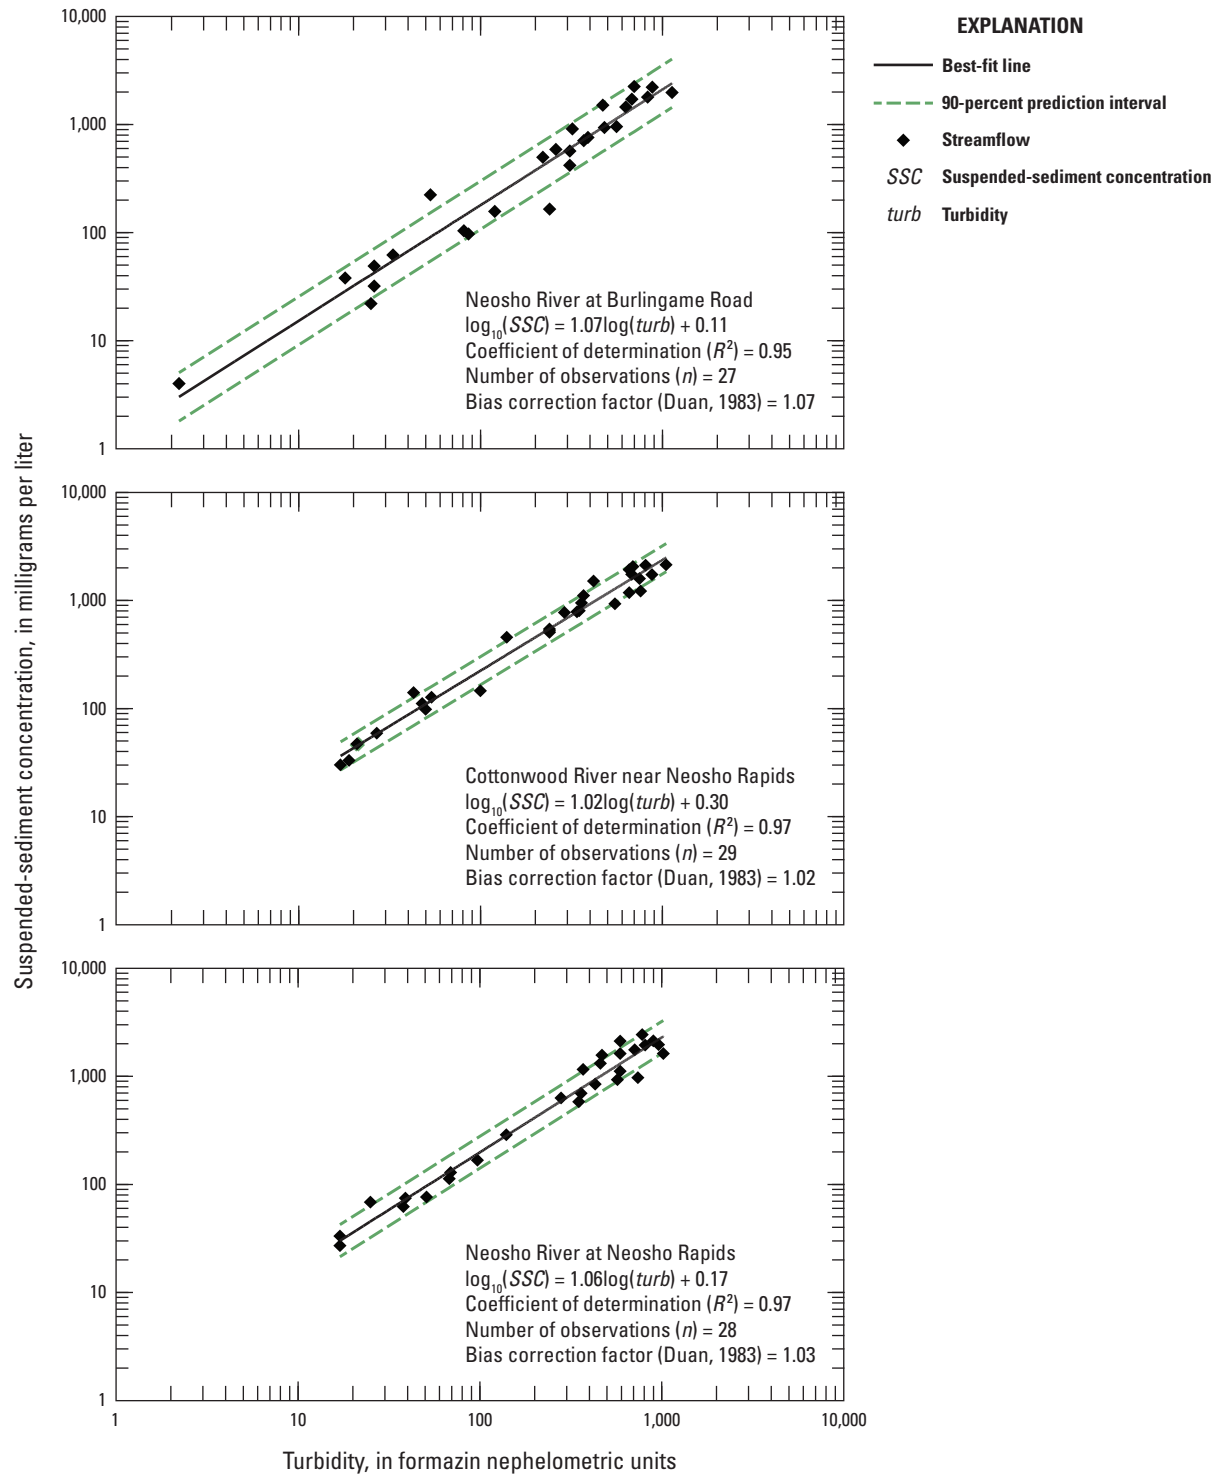 EXPLANATION
Best-fit line
90-percent prediction interval
Streamflow
SSC Suspended-sediment concentration
turb Turbidity
Suspended-sediment concentration, in milligrams per liter
10,000
1,000
100
10
1
Neosho River at Burlingame Road
log₁₀(SSC) = 1.07log(turb) + 0.11
Coefficient of determination (R²) = 0.95
Number of observations (n) = 27
Bias correction factor (Duan, 1983) = 1.07
10,000
1,000
100
10
1
Cottonwood River near Neosho Rapids
log₁₀(SSC) = 1.02log(turb) + 0.30
Coefficient of determination (R²) = 0.97
Number of observations (n) = 29
Bias correction factor (Duan, 1983) = 1.02
10,000
1,000
100
10
1
Neosho River at Neosho Rapids
log₁₀(SSC) = 1.06log(turb) + 0.17
Coefficient of determination (R²) = 0.97
Number of observations (n) = 28
Bias correction factor (Duan, 1983) = 1.03
1 10 100 1,000 10,000
Turbidity, in formazin nephelometric units